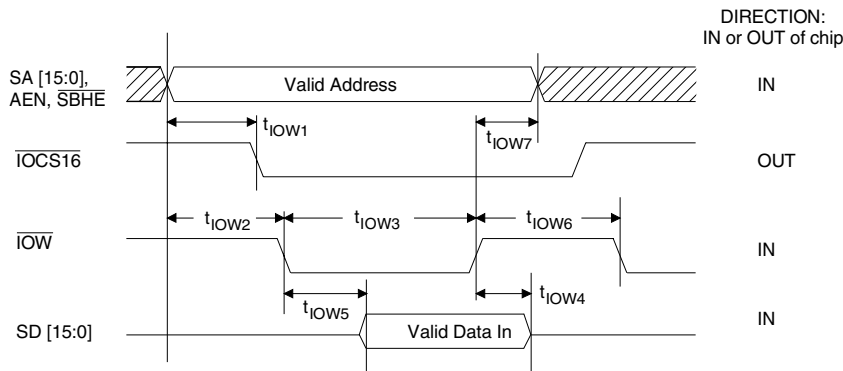 DIRECTION:
IN or OUT of chip
SA [15:0],
AEN, SBHE
Valid Address
IN
tIOW1
tIOW7
IOCS16
OUT
tIOW2
tIOW3
tIOW6
IOW
IN
tIOW5
tIOW4
SD [15:0]
Valid Data In
IN